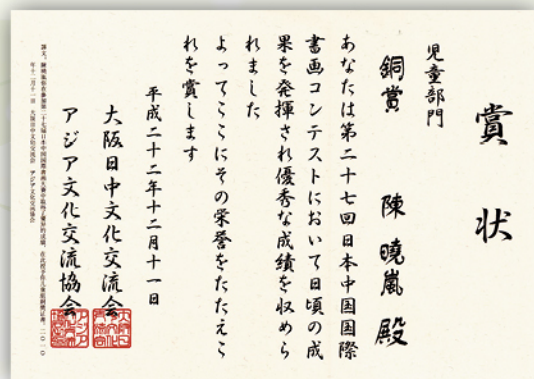 賞状
児童部門
銅賞 陳曉嵐殿
あなたは第二十七回日本中国国際
書画コンテストにおいて日頃の成
果を発揮され優秀な成績を収めら
れました
よってここにその栄誉をたたえこ
れを賞します
平成二十二年十二月十一日
大阪日中文化交流会
アジア文化交流協会